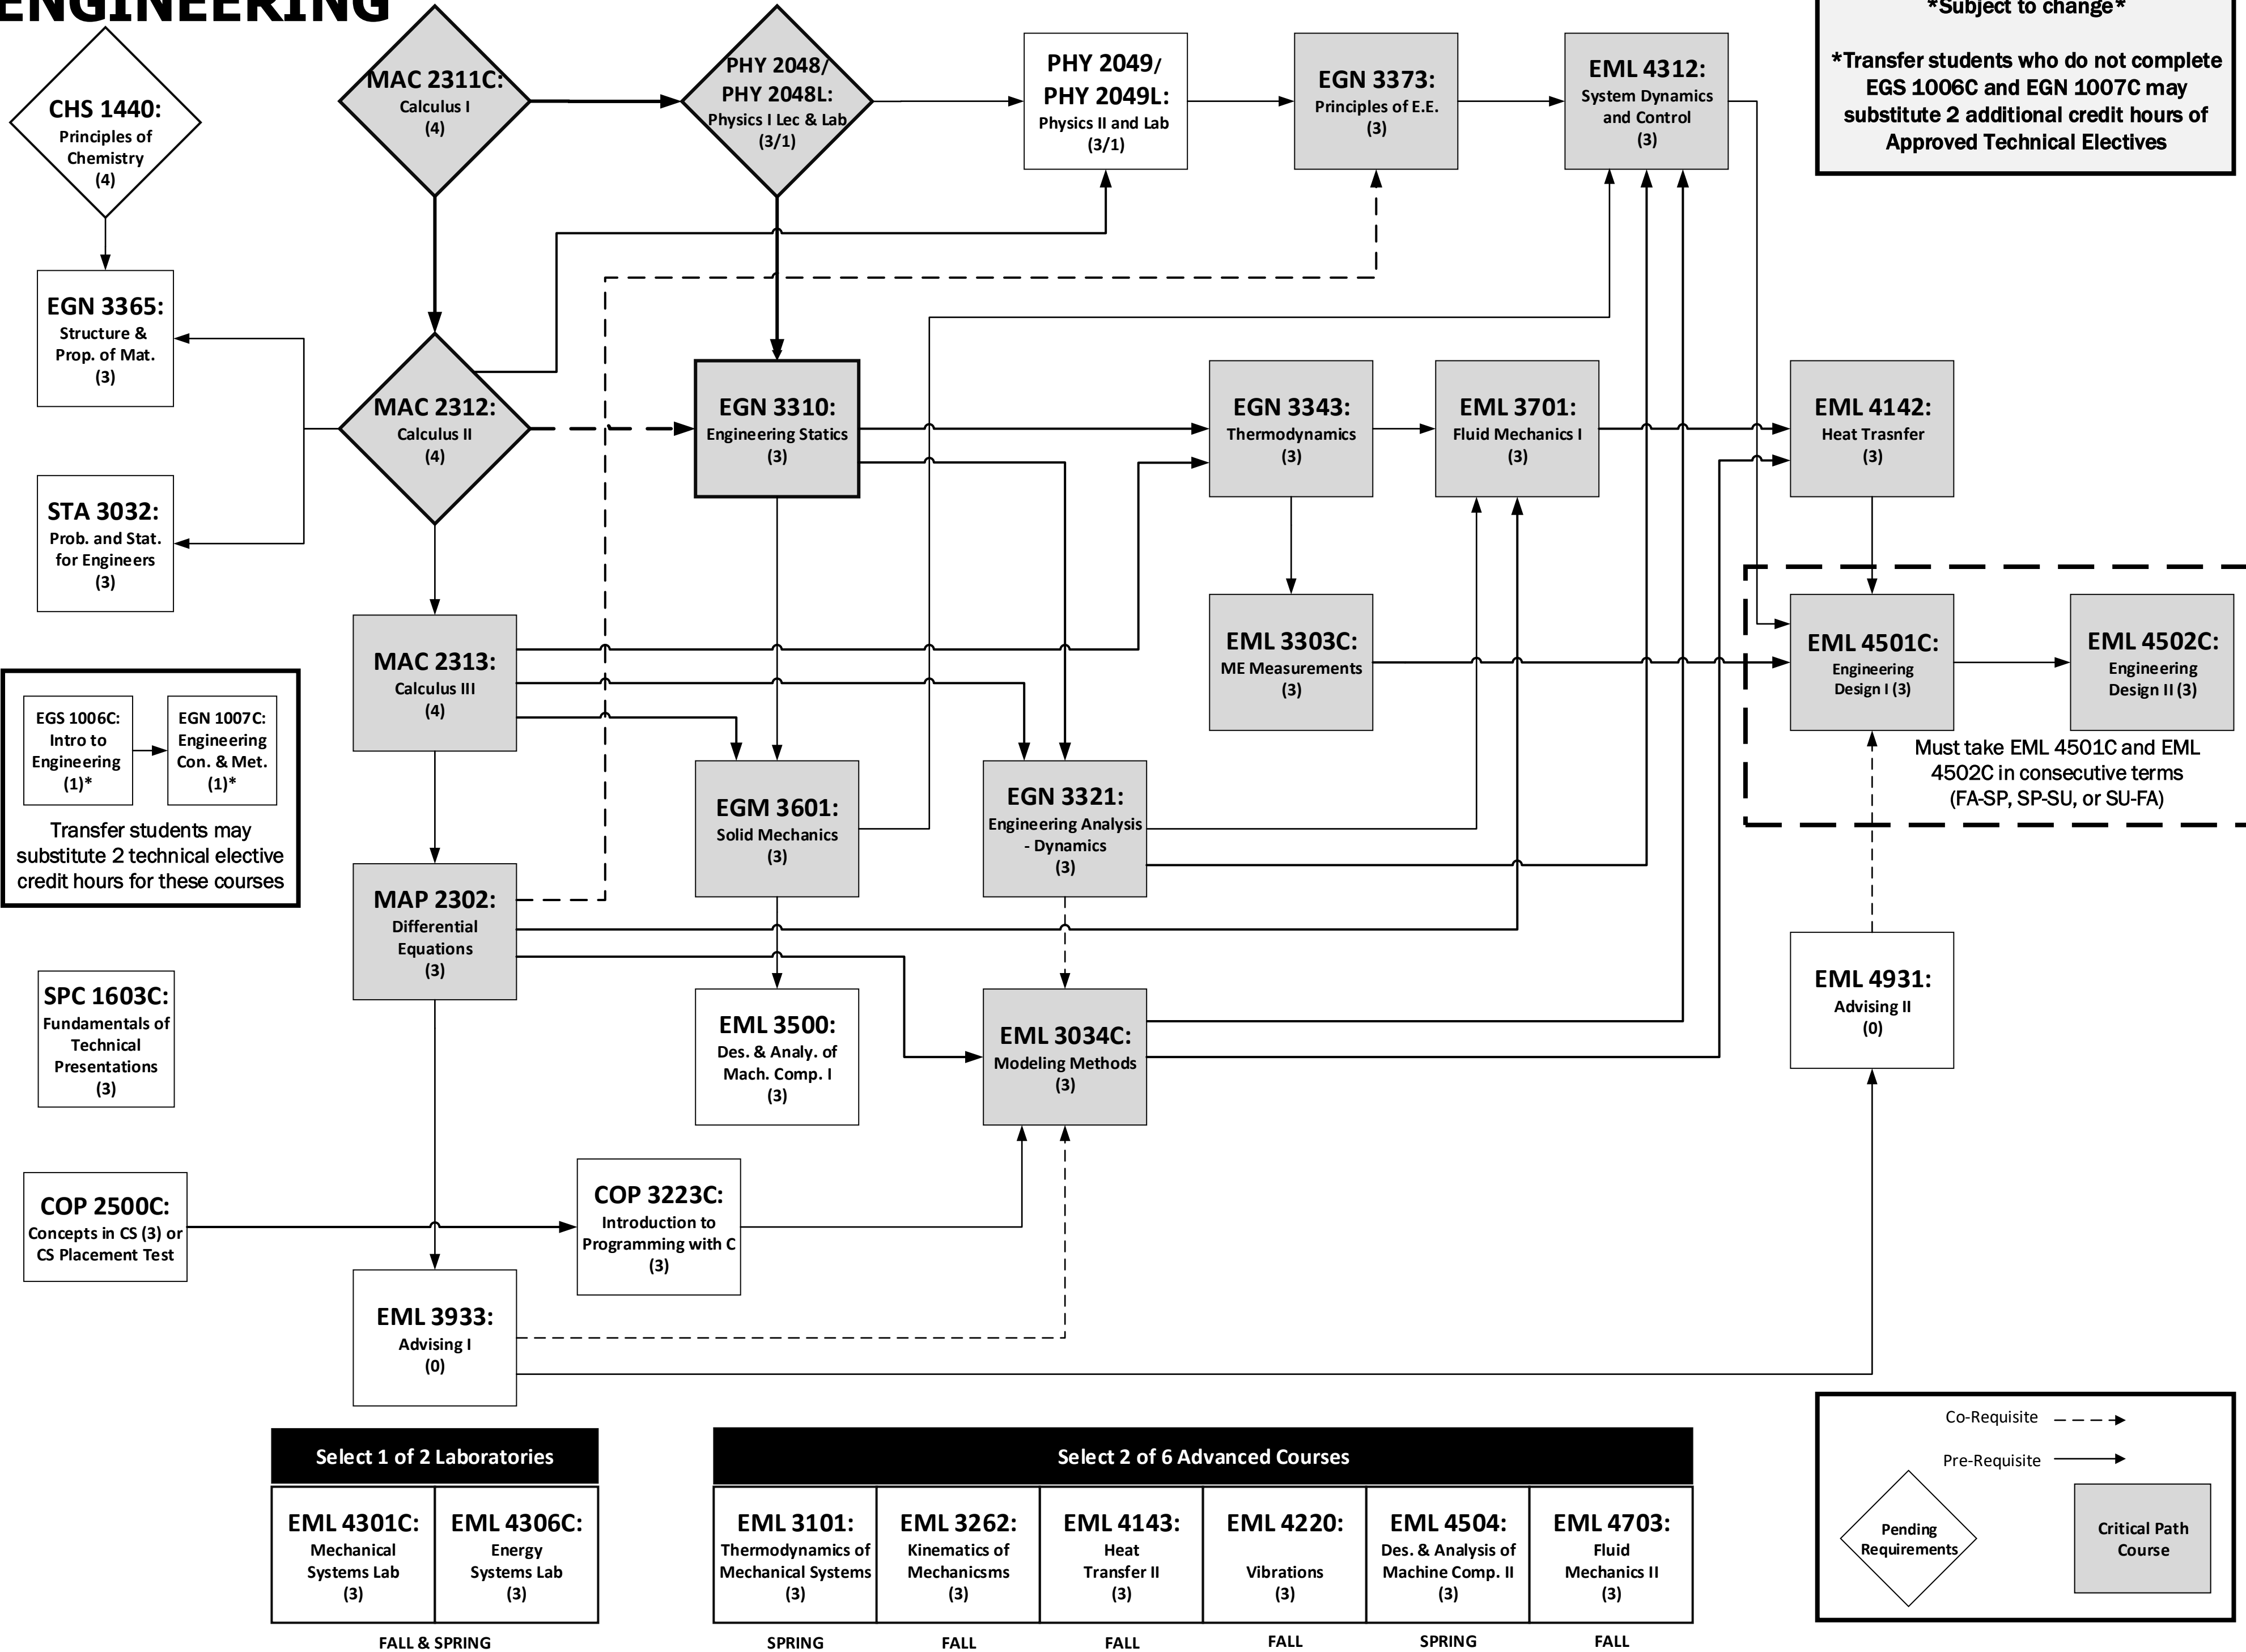 ENGINEERING
*Subject to change*
*Transfer students who do not complete
EGS 1006C and EGN 1007C may
substitute 2 additional credit hours of
Approved Technical Electives
CHS 1440:
Principles of
Chemistry
(4)
MAC 2311C:
Calculus I
(4)
PHY 2048/
PHY 2048L:
Physics I Lec & Lab
(3/1)
PHY 2049/
PHY 2049L:
Physics II and Lab
(3/1)
EGN 3373:
Principles of E.E.
(3)
EML 4312:
System Dynamics
and Control
(3)
EGN 3365:
Structure &
Prop. of Mat.
(3)
MAC 2312:
Calculus II
(4)
EGN 3310:
Engineering Statics
(3)
EGN 3343:
Thermodynamics
(3)
EML 3701:
Fluid Mechanics I
(3)
EML 4142:
Heat Trasnfer
(3)
STA 3032:
Prob. and Stat.
for Engineers
(3)
MAC 2313:
Calculus III
(4)
EML 3303C:
ME Measurements
(3)
EML 4501C:
Engineering
Design I (3)
EML 4502C:
Engineering
Design II (3)
Must take EML 4501C and EML
4502C in consecutive terms
(FA-SP, SP-SU, or SU-FA)
EGS 1006C:
Intro to
Engineering
(1)*
EGN 1007C:
Engineering
Con. & Met.
(1)*
Transfer students may
substitute 2 technical elective
credit hours for these courses
EGM 3601:
Solid Mechanics
(3)
EGN 3321:
Engineering Analysis
- Dynamics
(3)
MAP 2302:
Differential
Equations
(3)
SPC 1603C:
Fundamentals of
Technical
Presentations
(3)
EML 3500:
Des. & Analy. of
Mach. Comp. I
(3)
EML 3034C:
Modeling Methods
(3)
EML 4931:
Advising II
(0)
COP 2500C:
Concepts in CS (3) or
CS Placement Test
COP 3223C:
Introduction to
Programming with C
(3)
EML 3933:
Advising I
(0)
Select 1 of 2 Laboratories
EML 4301C:
Mechanical
Systems Lab
(3)
EML 4306C:
Energy
Systems Lab
(3)
FALL & SPRING
Select 2 of 6 Advanced Courses
EML 3101:
Thermodynamics of
Mechanical Systems
(3)
EML 3262:
Kinematics of
Mechanicsms
(3)
EML 4143:
Heat
Transfer II
(3)
EML 4220:
Vibrations
(3)
EML 4504:
Des. & Analysis of
Machine Comp. II
(3)
EML 4703:
Fluid
Mechanics II
(3)
SPRING
FALL
FALL
FALL
SPRING
FALL
Co-Requisite
Pre-Requisite
Pending
Requirements
Critical Path
Course